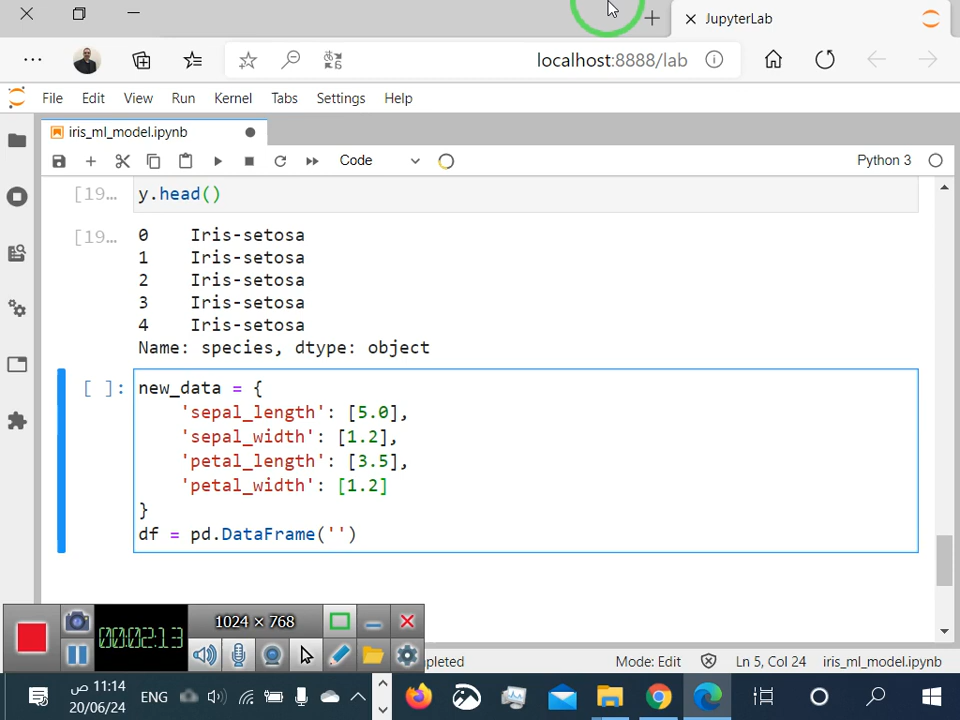 JupyterLab
localhost:8888/lab
File Edit View Run Kernel Tabs Settings Help
iris_ml_model.ipynb
Code
Python 3
[19… y.head()
[19… 0 Iris-setosa
1 Iris-setosa
2 Iris-setosa
3 Iris-setosa
4 Iris-setosa
Name: species, dtype: object
[ ]: new_data = {
'sepal_length': [5.0],
'sepal_width': [1.2],
'petal_length': [3.5],
'petal_width': [1.2]
}
df = pd.DataFrame('')
1024 × 768
00:02:13
mpleted
Mode: Edit
Ln 5, Col 24
iris_ml_model.ipynb
11:14 ص
20/06/24
ENG